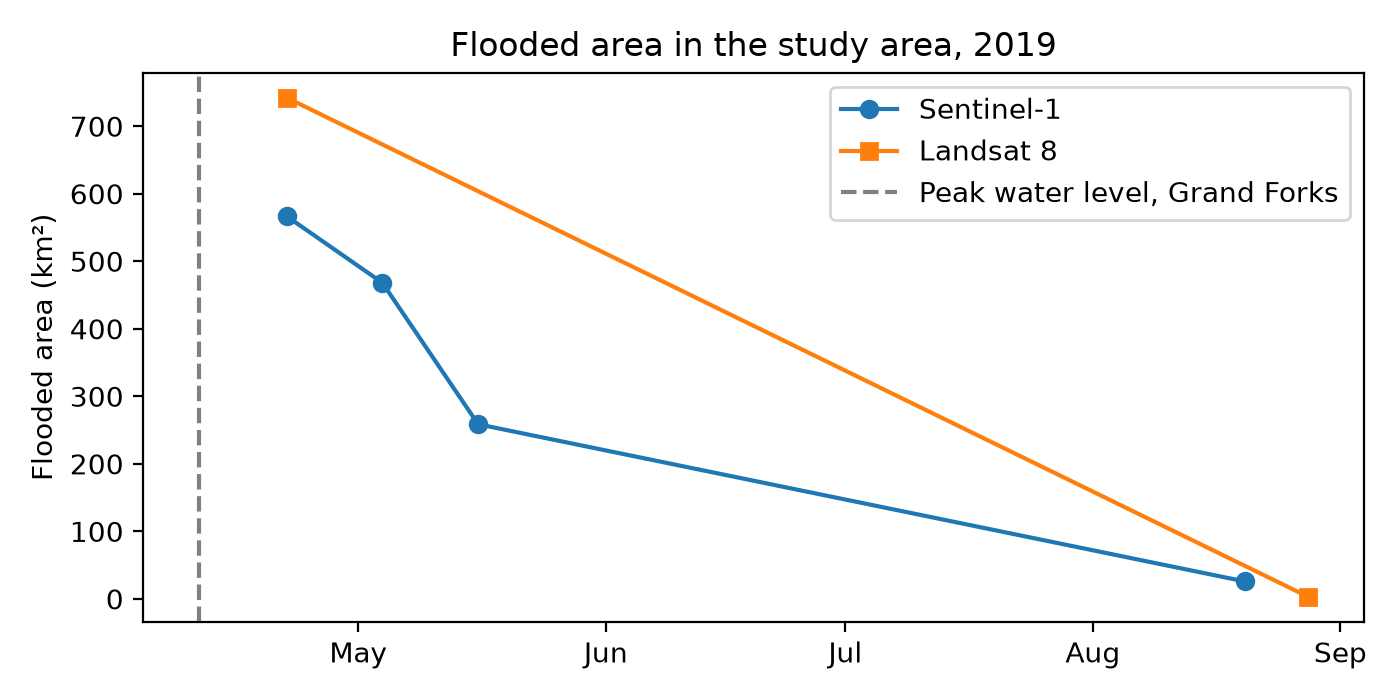 Flooded area in the study area, 2019
Flooded area (km²)
700
600
500
400
300
200
100
0
Sentinel-1
Landsat 8
Peak water level, Grand Forks
May
Jun
Jul
Aug
Sep